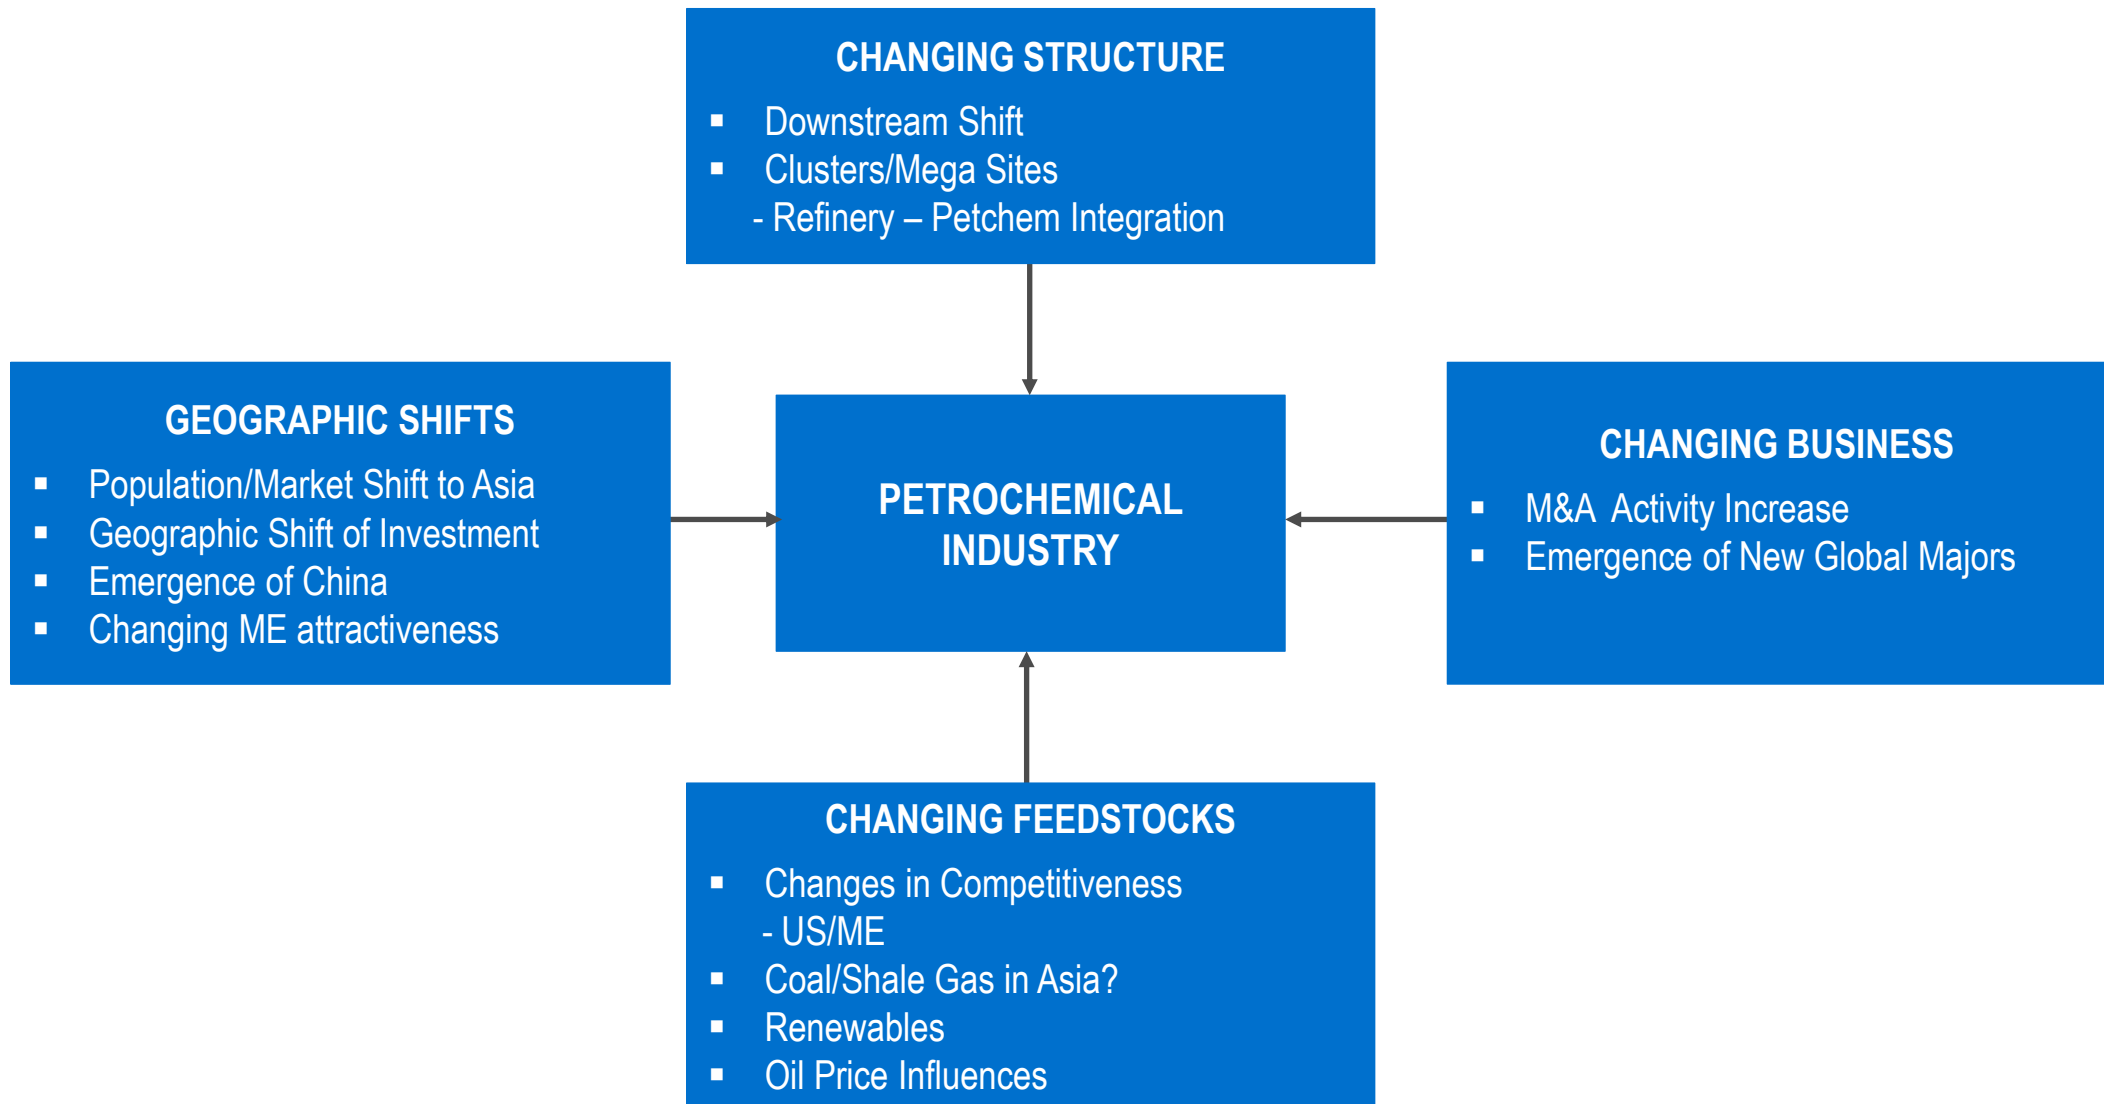 CHANGING STRUCTURE
▪ Downstream Shift
▪ Clusters/Mega Sites
- Refinery – Petchem Integration
GEOGRAPHIC SHIFTS
▪ Population/Market Shift to Asia
▪ Geographic Shift of Investment
▪ Emergence of China
▪ Changing ME attractiveness
PETROCHEMICAL
INDUSTRY
CHANGING BUSINESS
▪ M&A  Activity Increase
▪ Emergence of New Global Majors
CHANGING FEEDSTOCKS
▪ Changes in Competitiveness
- US/ME
▪ Coal/Shale Gas in Asia?
▪ Renewables
▪ Oil Price Influences